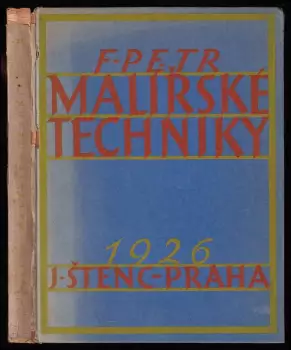 F·PETR
MALÍŘSKÉ
TECHNIKY
1926
J·ŠTENC–PRAHA